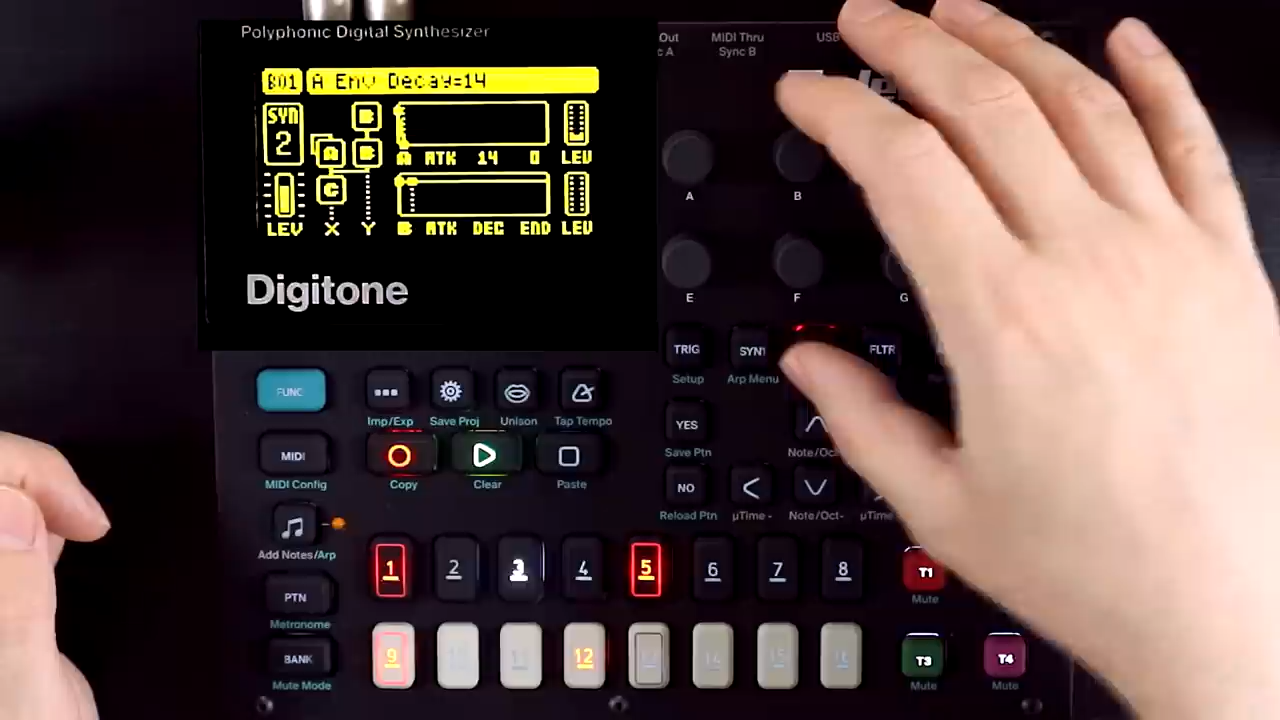 Polyphonic Digital Synthesizer
Out
MIDI Thru
USB
c A
Sync B
B01 A Env Decay=14
SYN
2
B
A
B
C
A ATK 14 0 LEV
LEV X Y B ATK DEC END LEV
A
B
Digitone
E
F
G
TRIG
SYN1
FLTR
Setup
Arp Menu
FUNC
Imp/Exp
Save Proj
Unison
Tap Tempo
YES
Save Ptn
MIDI
MIDI Config
Copy
Clear
Paste
NO
Reload Ptn
µTime -
Note/Oct-
Add Notes/Arp
1 2 3 4 5 6 7 8
T1
Mute
PTN
Metronome
BANK
Mute Mode
9
12
T3
Mute
T4
Mute